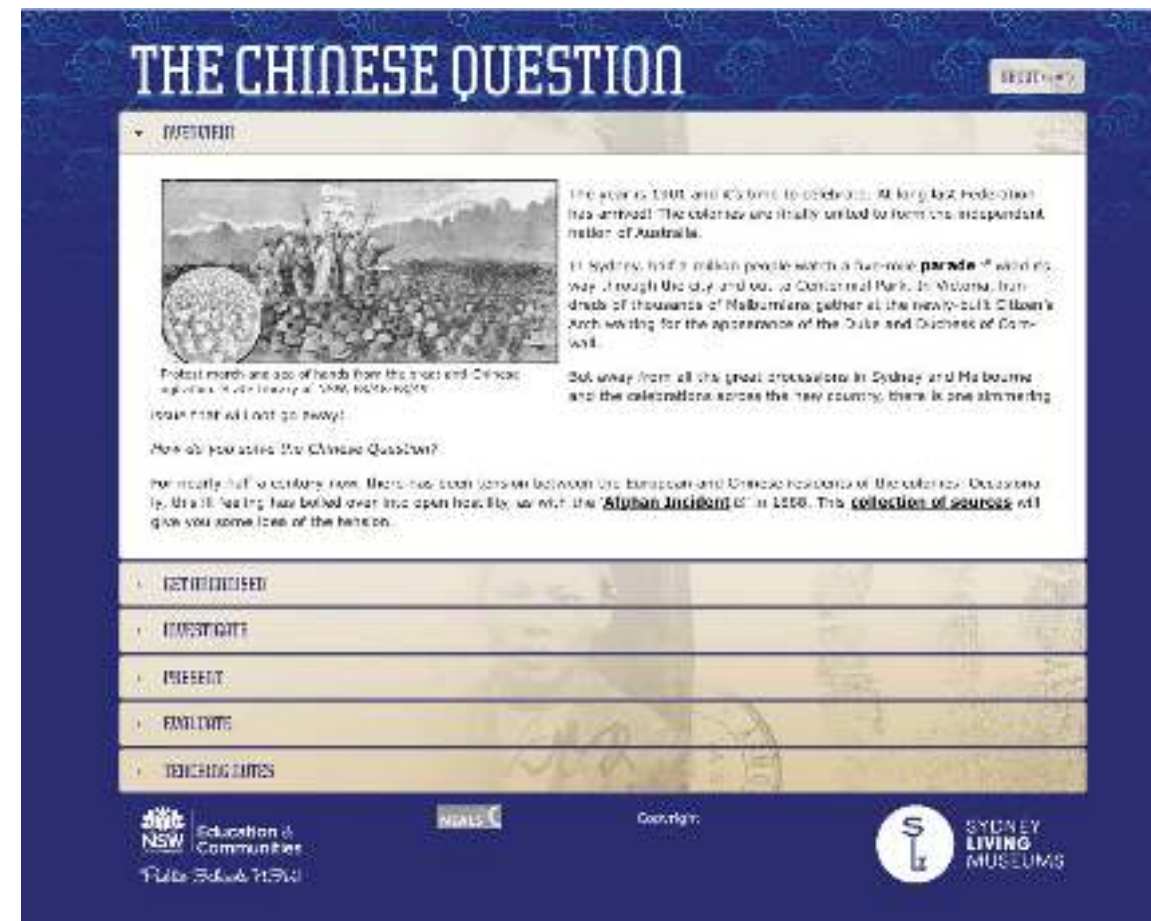 THE CHINESE QUESTION
ABOUT
OVERVIEW
The year is 1901 and it's time to celebrate. At long last Federation
has arrived! The colonies are finally united to form the independent
nation of Australia.
In Sydney, half a million people watch a five-mile parade wind its
way through the city and out to Centennial Park. In Victoria, hun-
dreds of thousands of Melburnians gather at the newly-built Citizen's
Arch waiting for the appearance of the Duke and Duchess of Corn-
wall.
Protest march and sea of hands from the great anti-Chinese
agitation. State Library of NSW,
But away from all the great processions in Sydney and Melbourne
and the celebrations across the new country, there is one simmering
issue that will not go away:
How do you solve the Chinese Question?
For nearly half a century now, there has been tension between the European and Chinese residents of the colonies. Occasional-
ly, this ill feeling has boiled over into open hostility, as with the 'Afghan Incident' in 1888. This collection of sources will
give you some idea of the tension.
GET ORGANISED
INVESTIGATE
PRESENT
EVALUATE
TEACHING NOTES
NSW
Education &
Communities
Public Schools NSW
Copyright
SYDNEY
LIVING
MUSEUMS